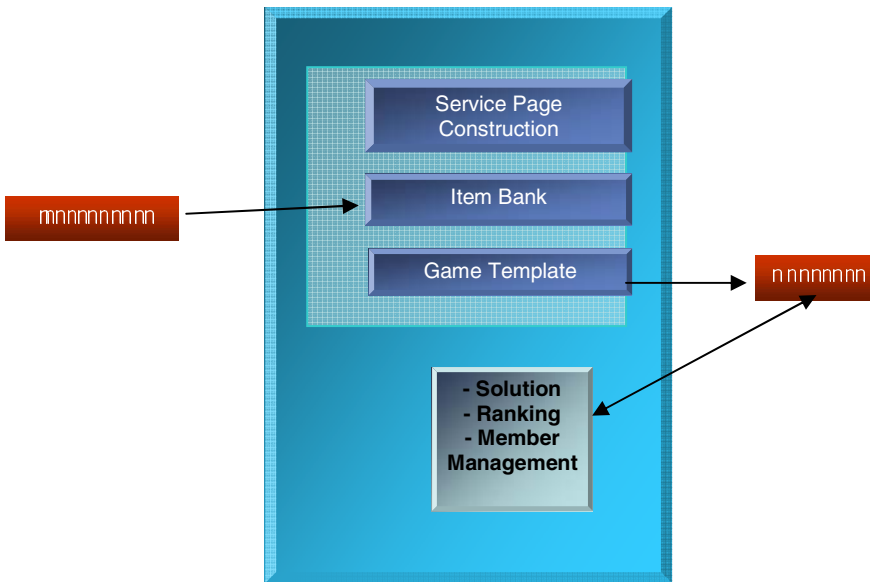 Service Page
Construction
Item Bank
Game Template
- Solution
- Ranking
- Member
Management